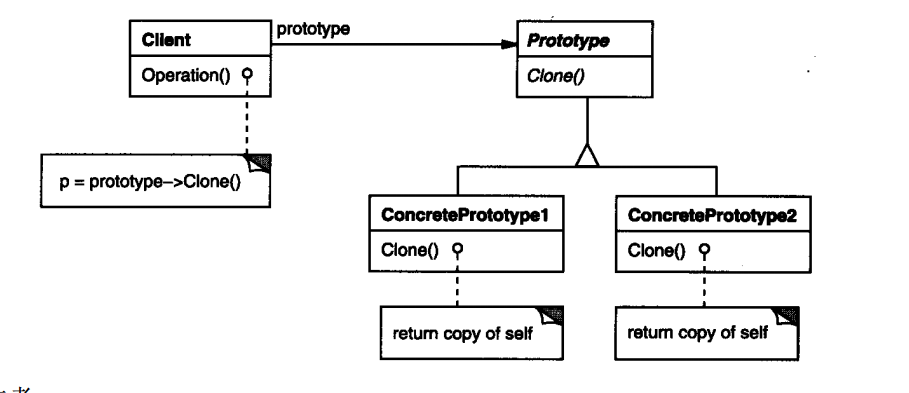 Client
prototype
Prototype
Operation()
Clone()
p = prototype–>Clone()
ConcretePrototype1
ConcretePrototype2
Clone()
Clone()
return copy of self
return copy of self